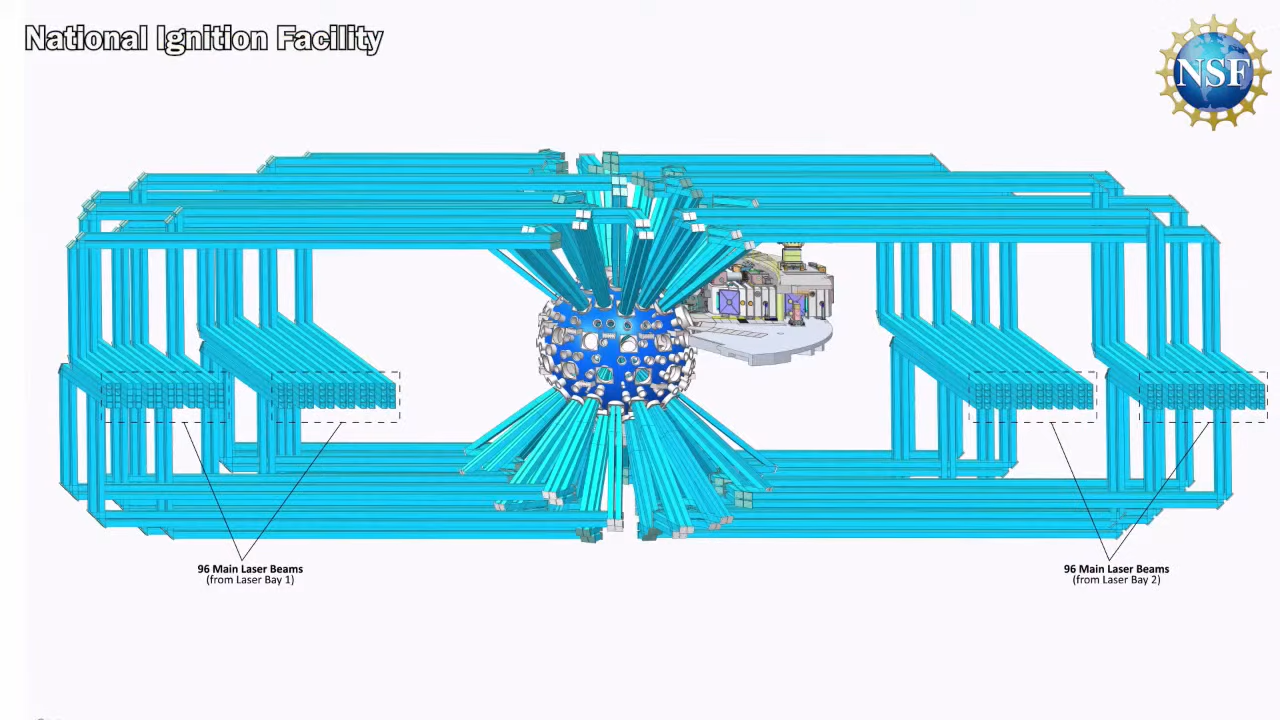 National Ignition Facility
NSF
96 Main Laser Beams
(from Laser Bay 1)
96 Main Laser Beams
(from Laser Bay 2)